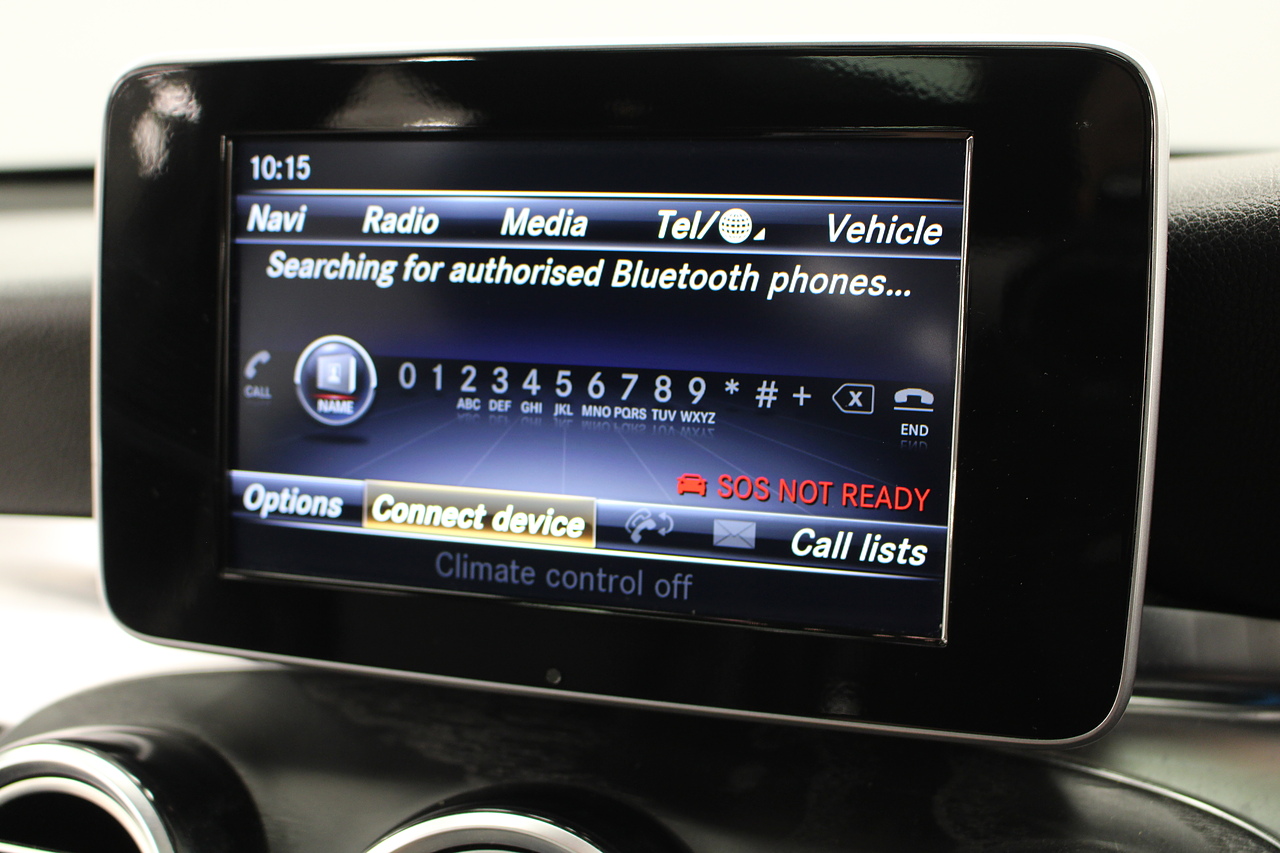 10:15
Navi Radio Media Tel/ Vehicle
Searching for authorised Bluetooth phones...
CALL NAME 0 1 2 3 4 5 6 7 8 9 * # + X END
ABC DEF GHI JKL MNO PQRS TUV WXYZ
SOS NOT READY
Options Connect device Call lists
Climate control off